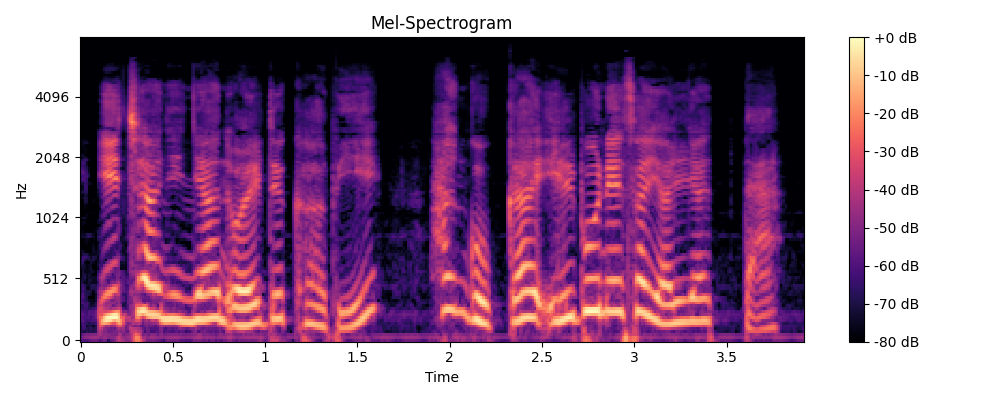 Mel-Spectrogram
Hz
4096
2048
1024
512
0
0
0.5
1
1.5
2
2.5
3
3.5
Time
+0 dB
-10 dB
-20 dB
-30 dB
-40 dB
-50 dB
-60 dB
-70 dB
-80 dB